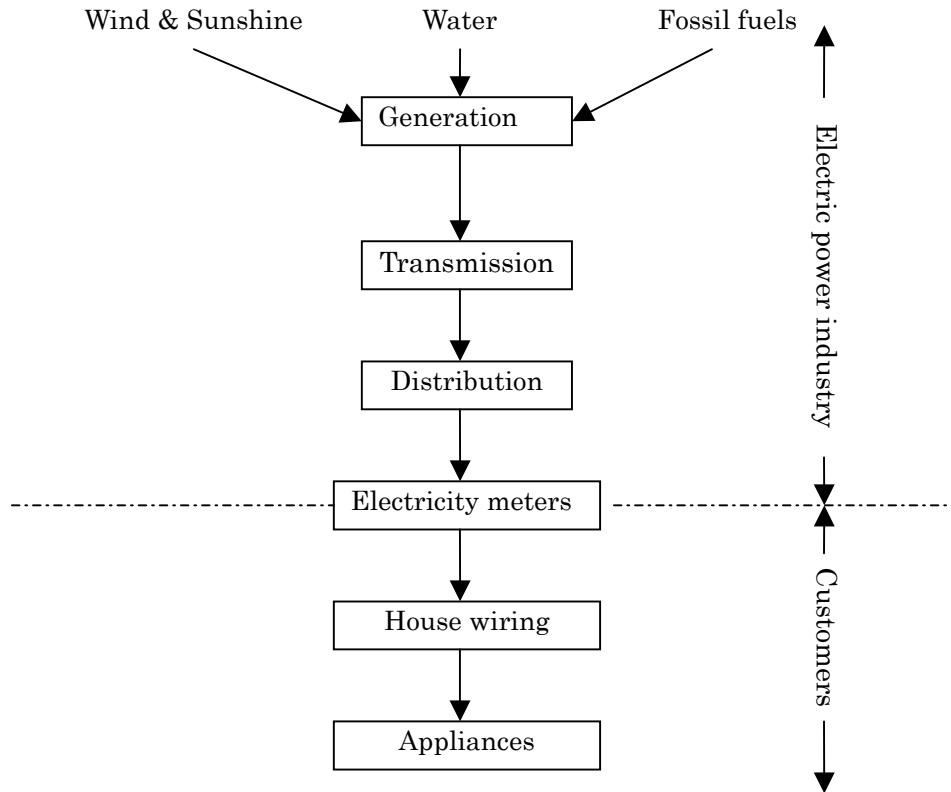 Wind & Sunshine
Water
Fossil fuels
Generation
Transmission
Distribution
Electricity meters
House wiring
Appliances
Electric power industry
Customers